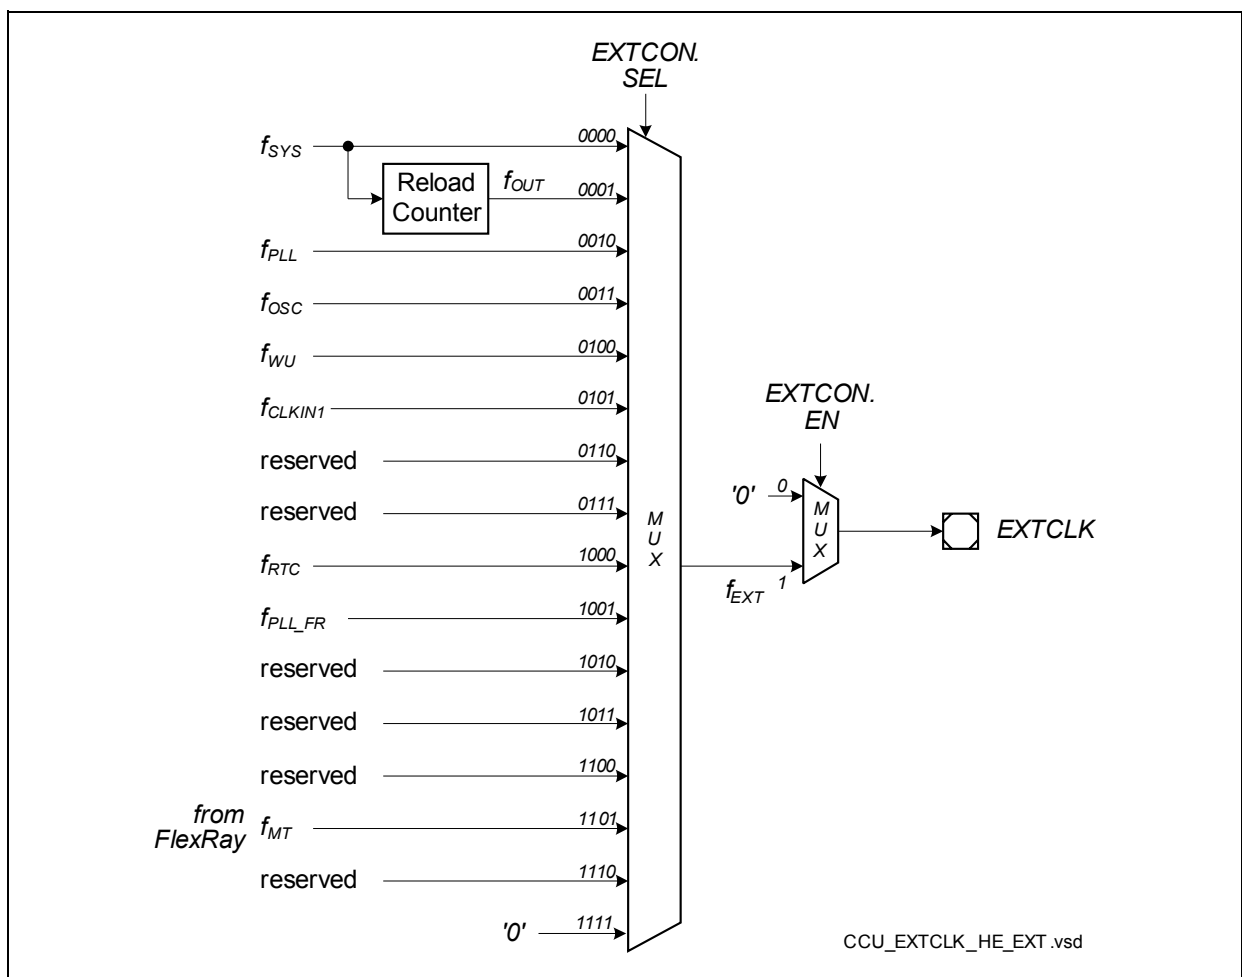 EXTCON.
SEL
fSYS 0000
Reload
Counter
fOUT 0001
fPLL 0010
fOSC 0011
fWU 0100
fCLKIN1 0101
reserved 0110
reserved 0111
fRTC 1000
fPLL_FR 1001
reserved 1010
reserved 1011
reserved 1100
from
FlexRay fMT 1101
reserved 1110
'0' 1111
M
U
X
fEXT 1
EXTCON.
EN
'0' 0
M
U
X
EXTCLK
CCU_EXTCLK_HE_EXT.vsd